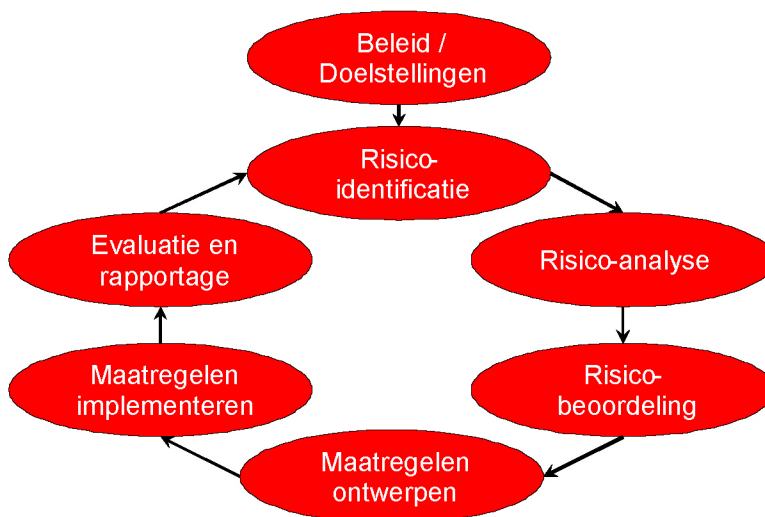 Beleid /
Doelstellingen
Risico-
identificatie
Risico-analyse
Risico-
beoordeling
Maatregelen
ontwerpen
Maatregelen
implementeren
Evaluatie en
rapportage